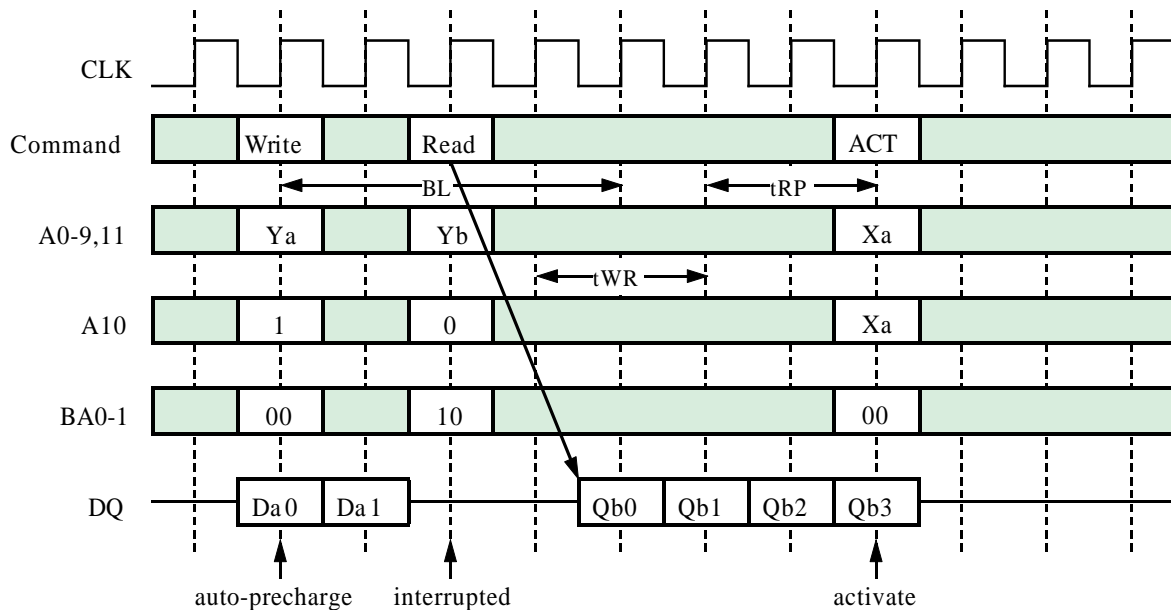 CLK
Command Write Read ACT
BL tRP
A0-9,11 Ya Yb Xa
tWR
A10 1 0 Xa
BA0-1 00 10 00
DQ Da0 Da1 Qb0 Qb1 Qb2 Qb3
auto-precharge interrupted activate